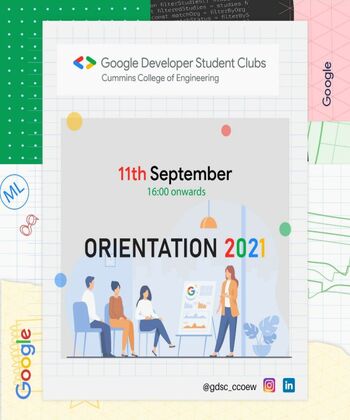 Google Developer Student Clubs
Cummins College of Engineering
Google
11th September
16:00 onwards
ML
ORIENTATION 2021
G
Google
@gdsc_ccoew
in